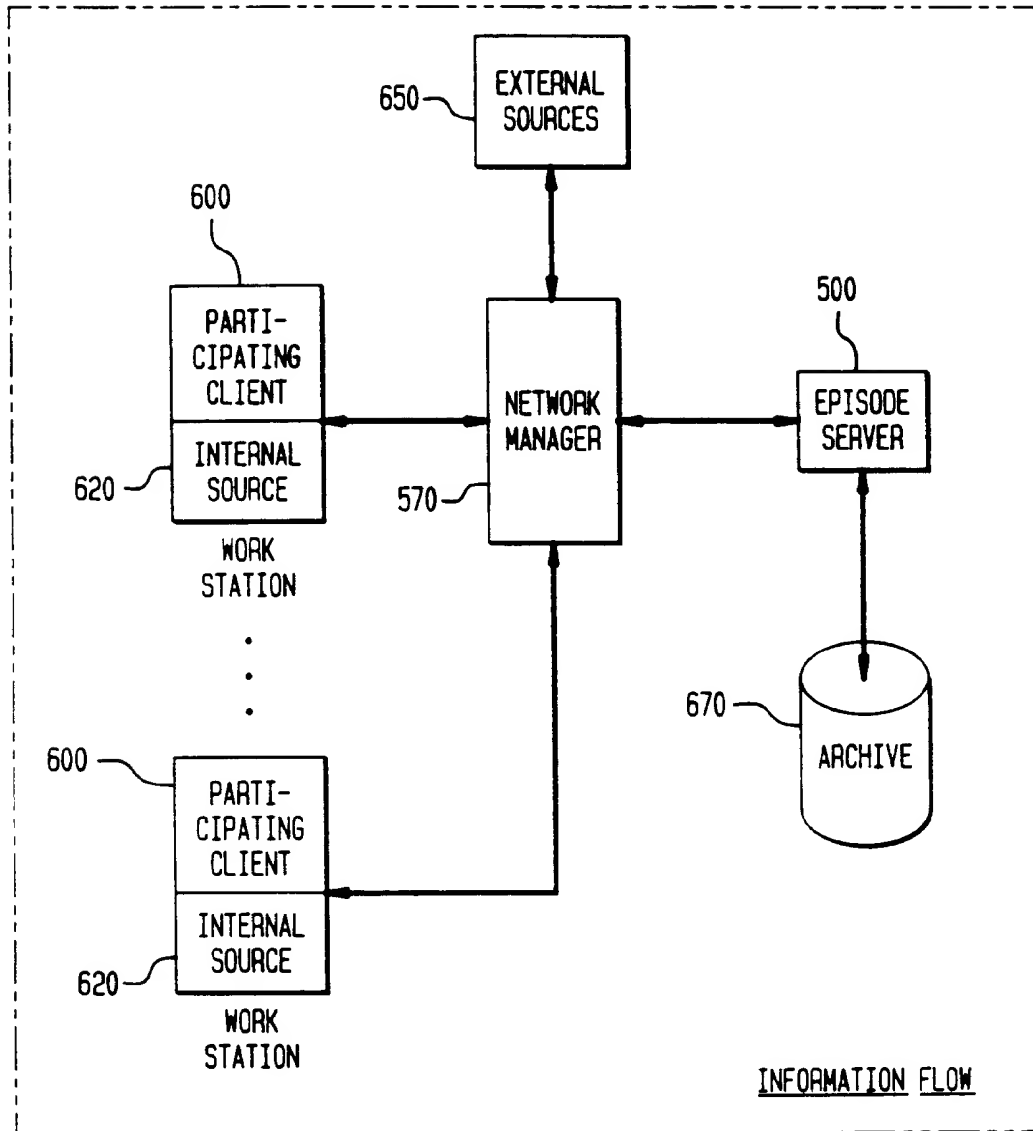 EXTERNAL
SOURCES
650
600
PARTI-
CIPATING
CLIENT
INTERNAL
SOURCE
620
WORK
STATION
NETWORK
MANAGER
570
500
EPISODE
SERVER
670
ARCHIVE
600
PARTI-
CIPATING
CLIENT
INTERNAL
SOURCE
620
WORK
STATION
INFORMATION FLOW